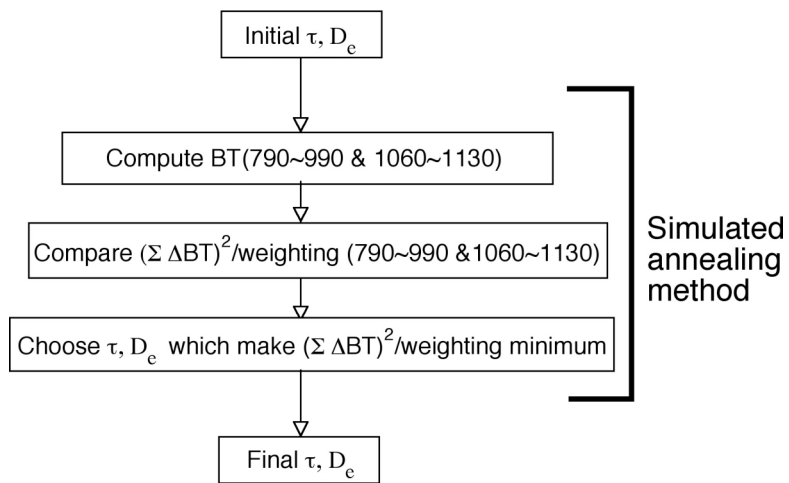 Initial τ, Dₑ
Compute BT(790~990 & 1060~1130)
Compare (Σ ΔBT)²/weighting (790~990 &1060~1130)
Choose τ, Dₑ which make (Σ ΔBT)²/weighting minimum
Final τ, Dₑ
Simulated
annealing
method